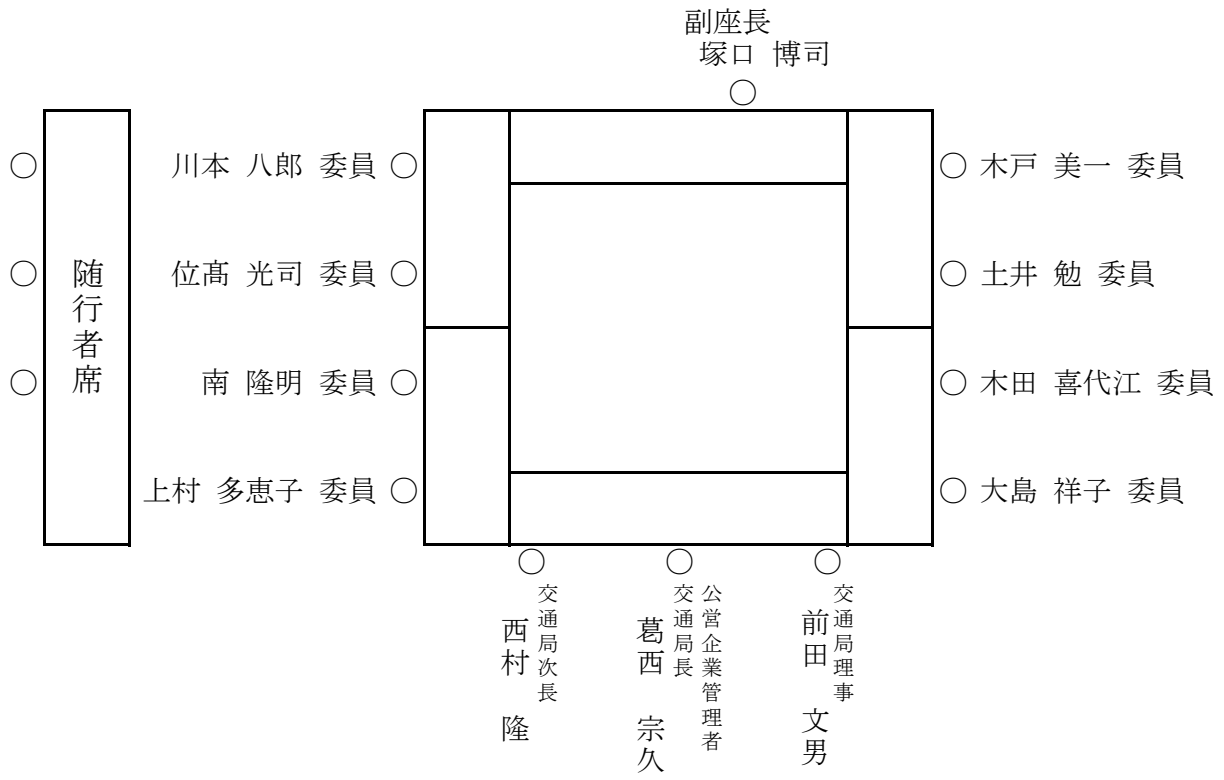 副座長
塚口 博司
○
○ 川本 八郎 委員 ○
○ 木戸 美一 委員
○ 位髙 光司 委員 ○
○ 土井 勉 委員
○ 南 隆明 委員 ○
○ 木田 喜代江 委員
上村 多恵子 委員 ○
○ 大島 祥子 委員
随行者席
○ ○ ○
交通局次長
西村 隆
公営企業管理者
交通局長
葛西 宗久
交通局理事
前田 文男